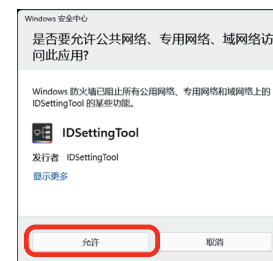 Windows 安全中心
是否要允许公共网络、专用网络、域网络访
问此应用?
Windows 防火墙已阻止所有公用网络、专用网络和域网络上的
IDSettingTool 的某些功能。
IDSettingTool
发行者 IDSettingTool
显示更多
允许
取消